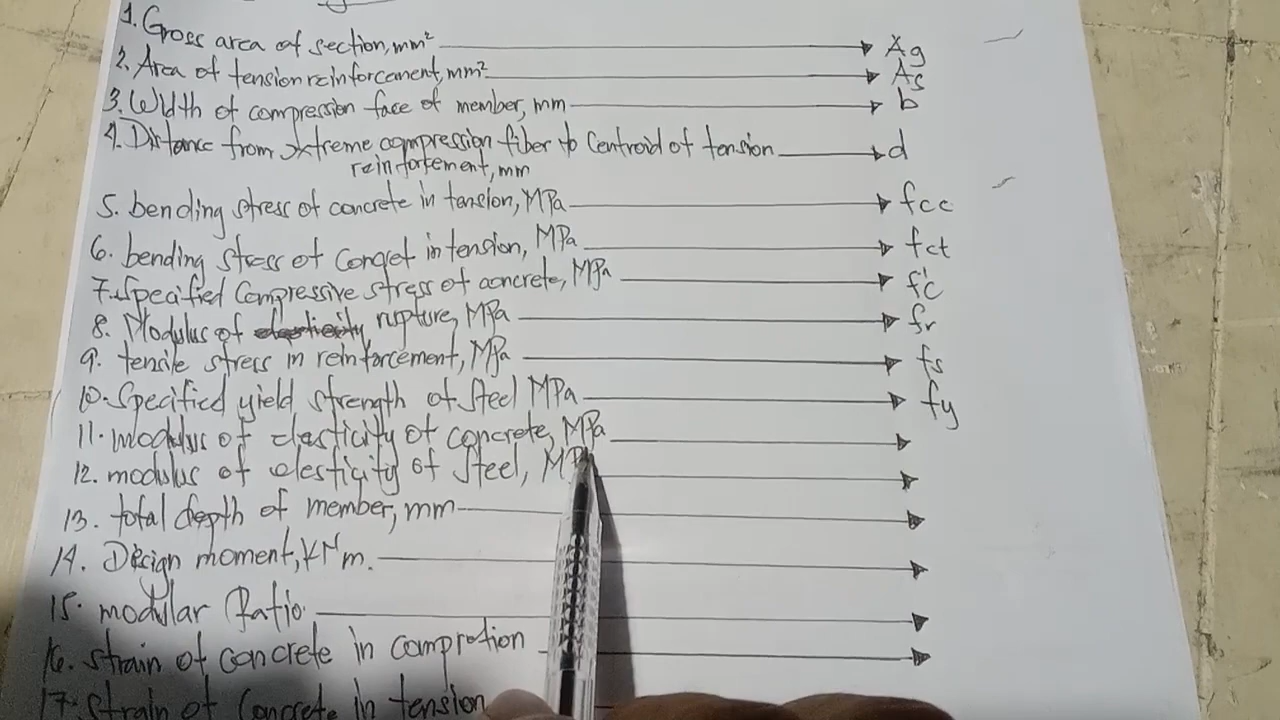 1. Gross area of section, mm² Ag
2. Area of tension reinforcement, mm² As
3. Width of compression face of member, mm b
4. Distance from extreme compression fiber to Centroid of tension d
reinforcement, mm
5. bending stress of concrete in tension, MPa fcc
6. bending stress of in tension, MPa fct
7. Specified Compressive stress of concrete, MPa f'c
8. Modulus of rupture, MPa fr
9. tensile stress in reinforcement, MPa fs
10. Specified yield strength of steel MPa fy
11. modulus of elasticity of concrete, MPa
12. modulus of elesticity of steel,
13. total depth of member, mm
14. Design moment, kN m.
15. modular Ratio
16. strain of concrete in
17. Strain of Concrete in tension